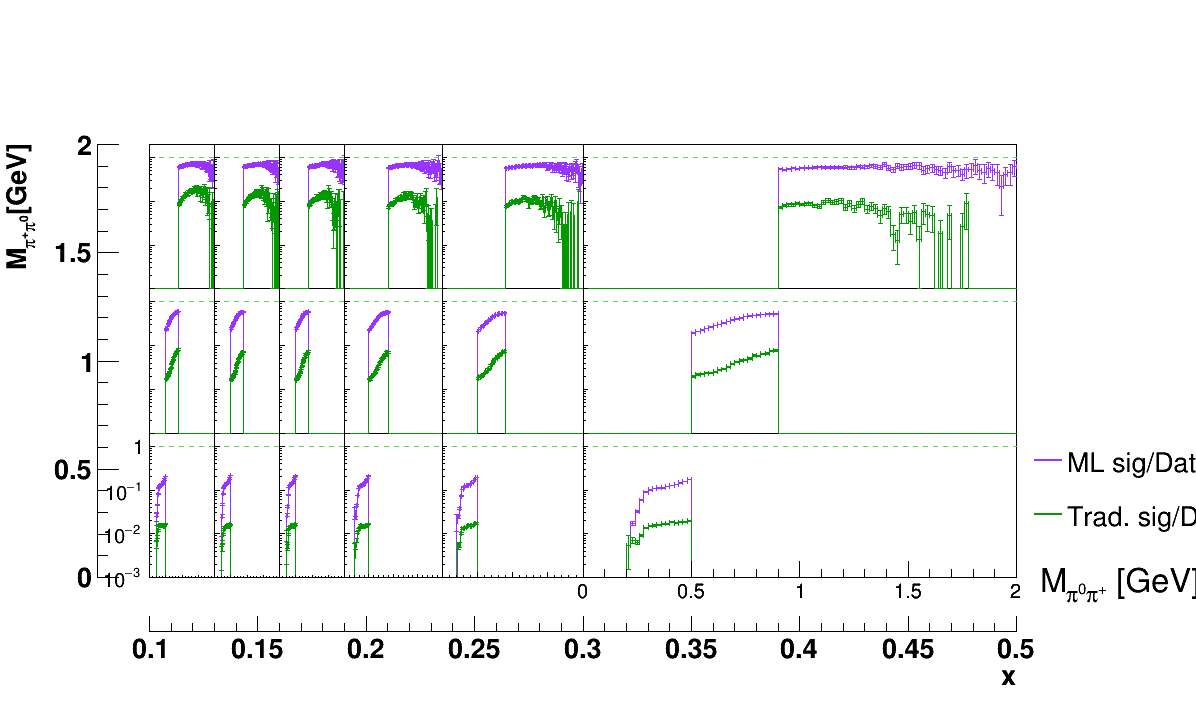 M_{π⁺π⁰} [GeV]
2
1.5
1
0.5
0
1
10⁻¹
10⁻²
10⁻³
0 0.5 1 1.5 2
M_{π⁰π⁺} [GeV]
ML sig/Dat
Trad. sig/D
0.1 0.15 0.2 0.25 0.3 0.35 0.4 0.45 0.5
x